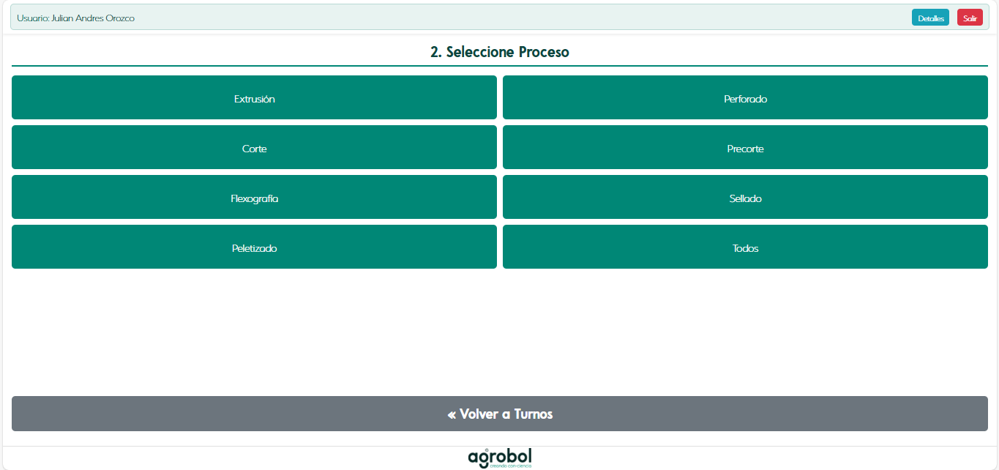 Usuario: Julian Andres Orozco
Detalles
Salir
2. Seleccione Proceso
Extrusión
Perforado
Corte
Precorte
Flexografía
Sellado
Peletizado
Todos
« Volver a Turnos
agrobol
creando con-ciencia